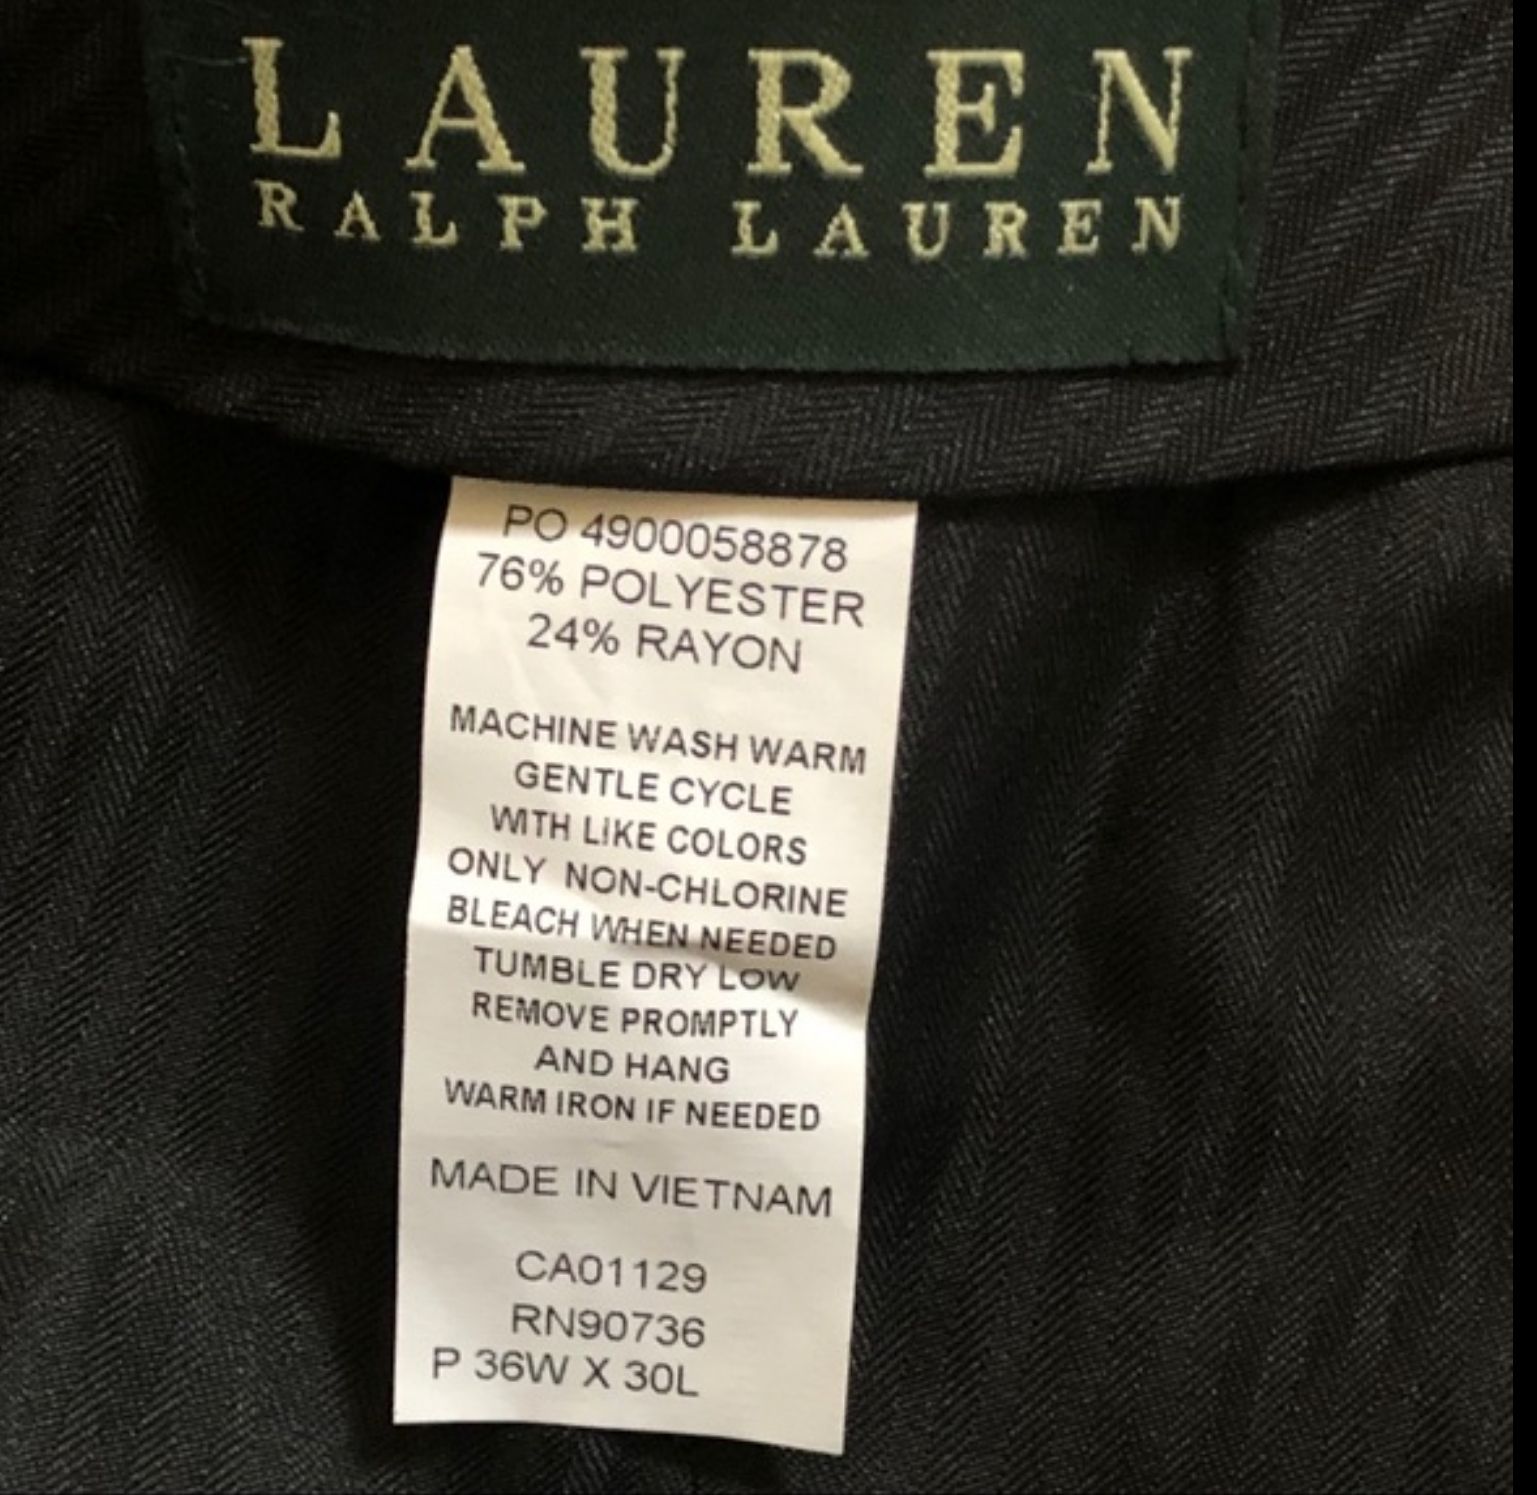 LAUREN
RALPH LAUREN
PO 4900058878
76% POLYESTER
24% RAYON
MACHINE WASH WARM
GENTLE CYCLE
WITH LIKE COLORS
ONLY NON-CHLORINE
BLEACH WHEN NEEDED
TUMBLE DRY LOW
REMOVE PROMPTLY
AND HANG
WARM IRON IF NEEDED
MADE IN VIETNAM
CA01129
RN90736
P 36W X 30L